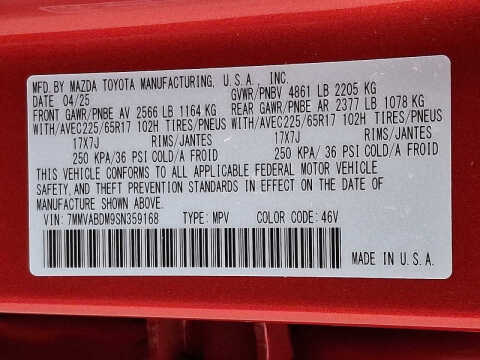 MFD. BY MAZDA TOYOTA MANUFACTURING, U.S.A., INC.
DATE 04/25 GVWR/PNBV 4861 LB 2205 KG
FRONT GAWR/PNBE AV 2566 LB 1164 KG REAR GAWR/PNBE AR 2377 LB 1078 KG
WITH/AVEC225/65R17 102H TIRES/PNEUS WITH/AVEC225/65R17 102H TIRES/PNEUS
17X7J RIMS/JANTES 17X7J RIMS/JANTES
250 KPA/36 PSI COLD/A FROID 250 KPA/36 PSI COLD/A FROID
THIS VEHICLE CONFORMS TO ALL APPLICABLE FEDERAL MOTOR VEHICLE
SAFETY AND THEFT PREVENTION STANDARDS IN EFFECT ON THE DATE OF
MANUFACTURE SHOWN ABOVE.
VIN: 7MMVABDM9SN359168 TYPE: MPV COLOR CODE: 46V
MADE IN U.S.A.